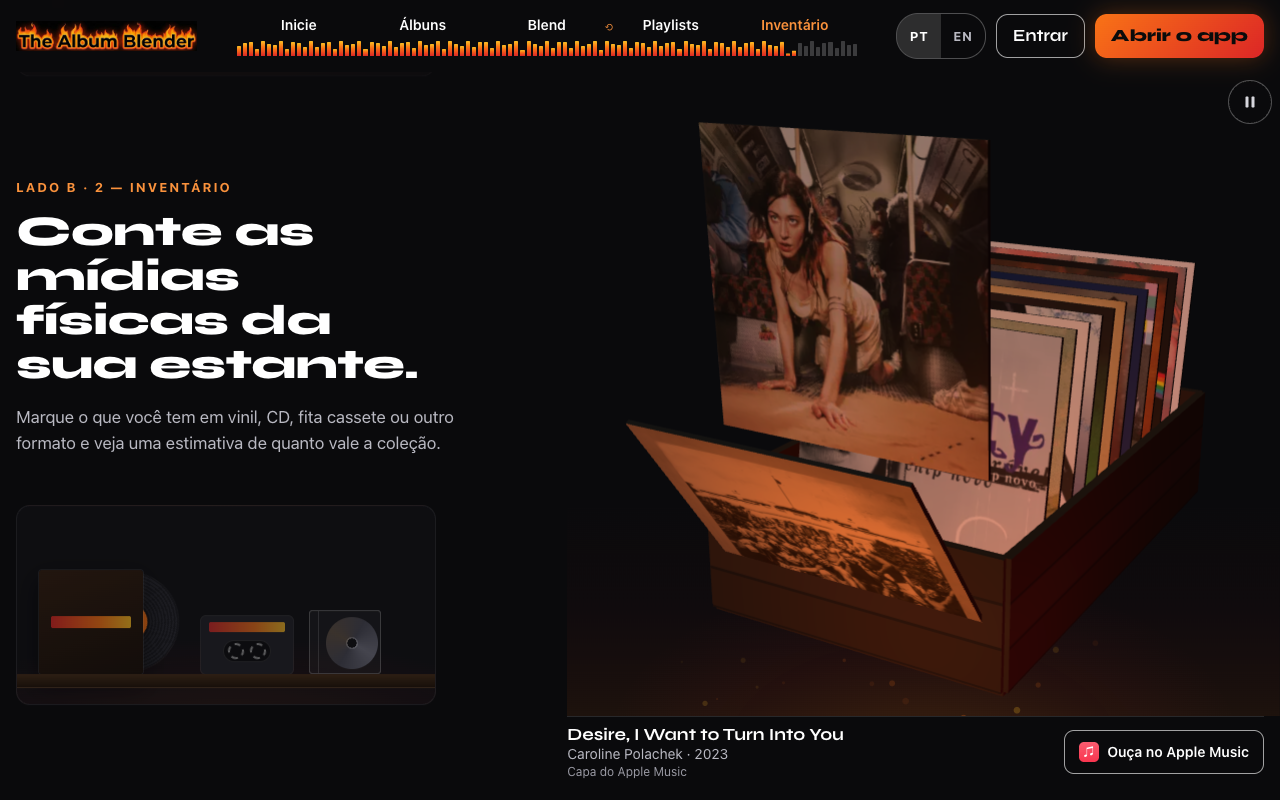 The Album Blender
Inicie
Álbuns
Blend
Playlists
Inventário
PT
EN
Entrar
Abrir o app
LADO B · 2 — INVENTÁRIO
Conte as
mídias
físicas da
sua estante.
Marque o que você tem em vinil, CD, fita cassete ou outro
formato e veja uma estimativa de quanto vale a coleção.
Desire, I Want to Turn Into You
Caroline Polachek · 2023
Capa do Apple Music
Ouça no Apple Music